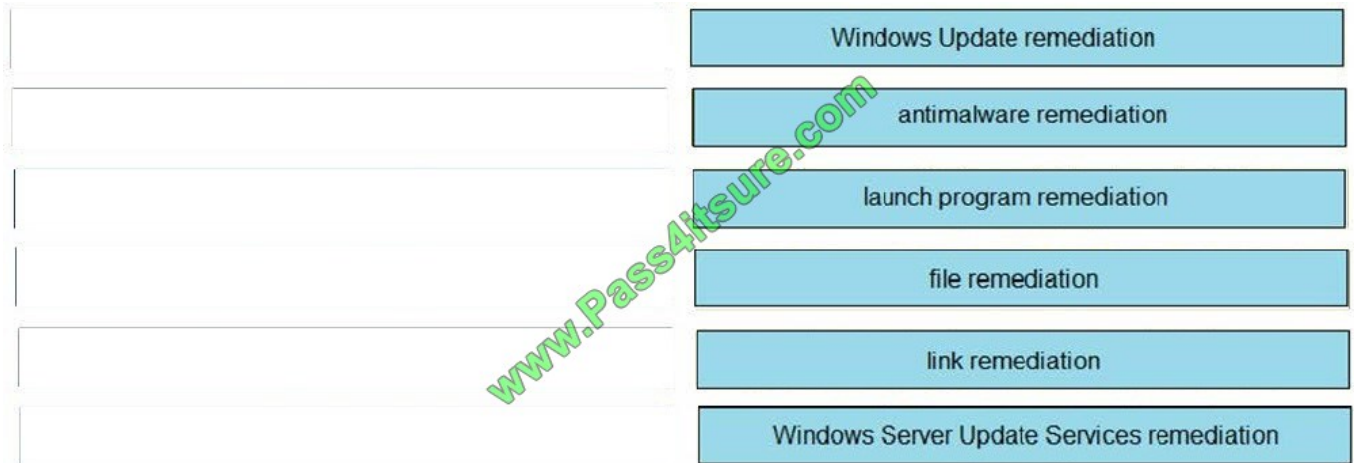 Windows Update remediation
antimalware remediation
launch program remediation
file remediation
link remediation
Windows Server Update Services remediation
www.Pass4itsure.com